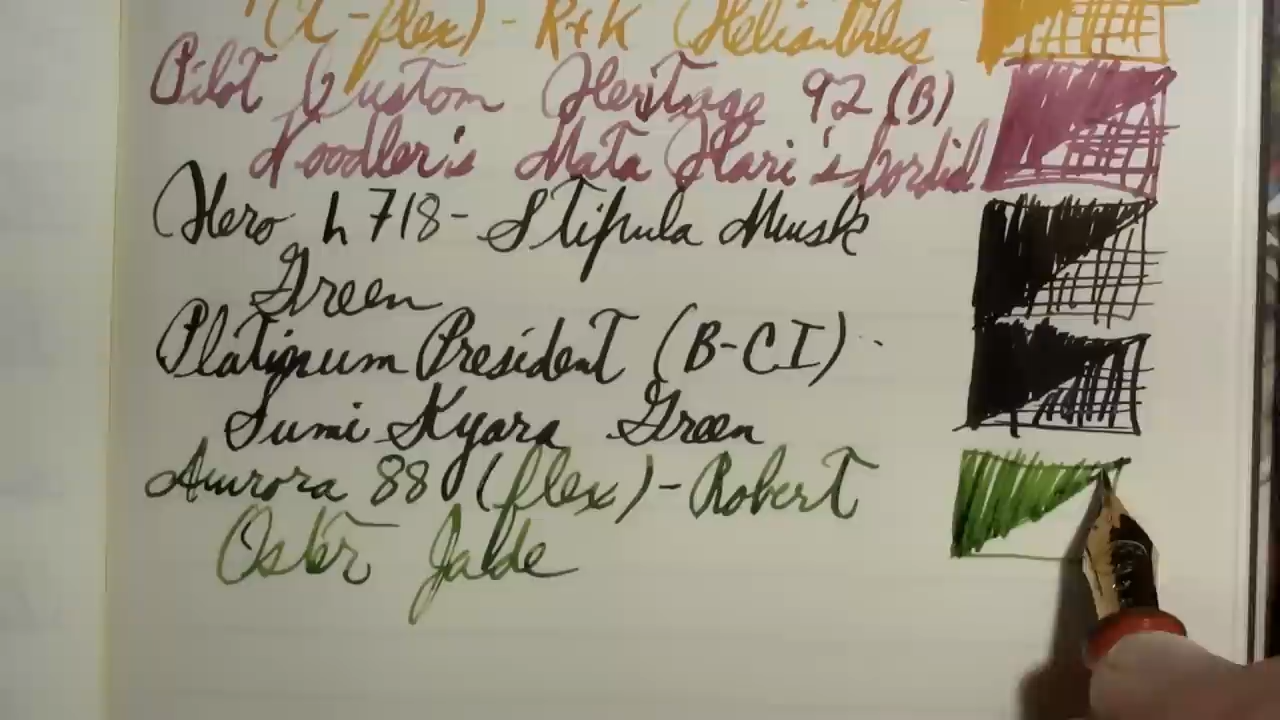 (X-flex) - R+K Helianthus
Pilot Custom Heritage 92 (B)
Noodler's Mata Hari's Cordial
Hero h718 - Stipula Musk
Green
Platinum President (B-CI) -
Sumi Kyara Green
Aurora 88 (flex) - Robert
Oster Jade